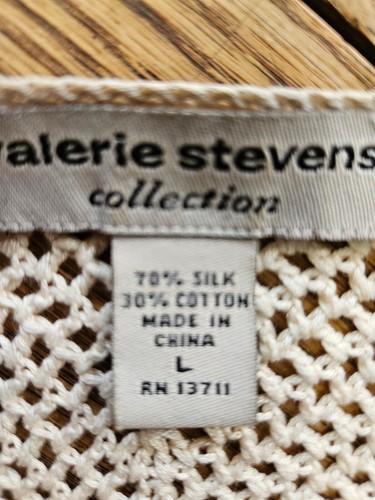 valerie stevens
collection
70% SILK
30% COTTON
MADE IN
CHINA
L
RN 13711